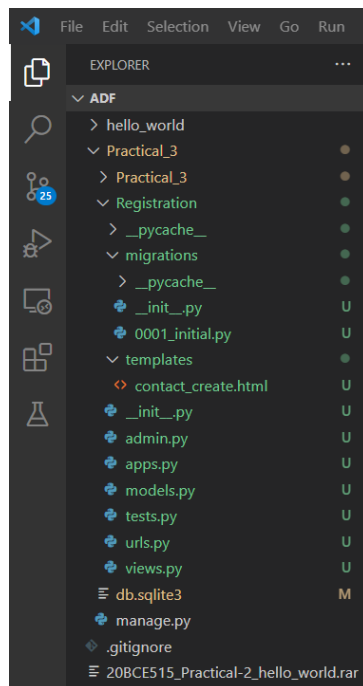 File Edit Selection View Go Run
EXPLORER ...
ADF
hello_world
Practical_3
Practical_3
Registration
__pycache__
migrations
__pycache__
__init__.py U
0001_initial.py U
templates
contact_create.html U
__init__.py U
admin.py U
apps.py U
models.py U
tests.py U
urls.py U
views.py U
db.sqlite3 M
manage.py
.gitignore
20BCE515_Practical-2_hello_world.rar
25